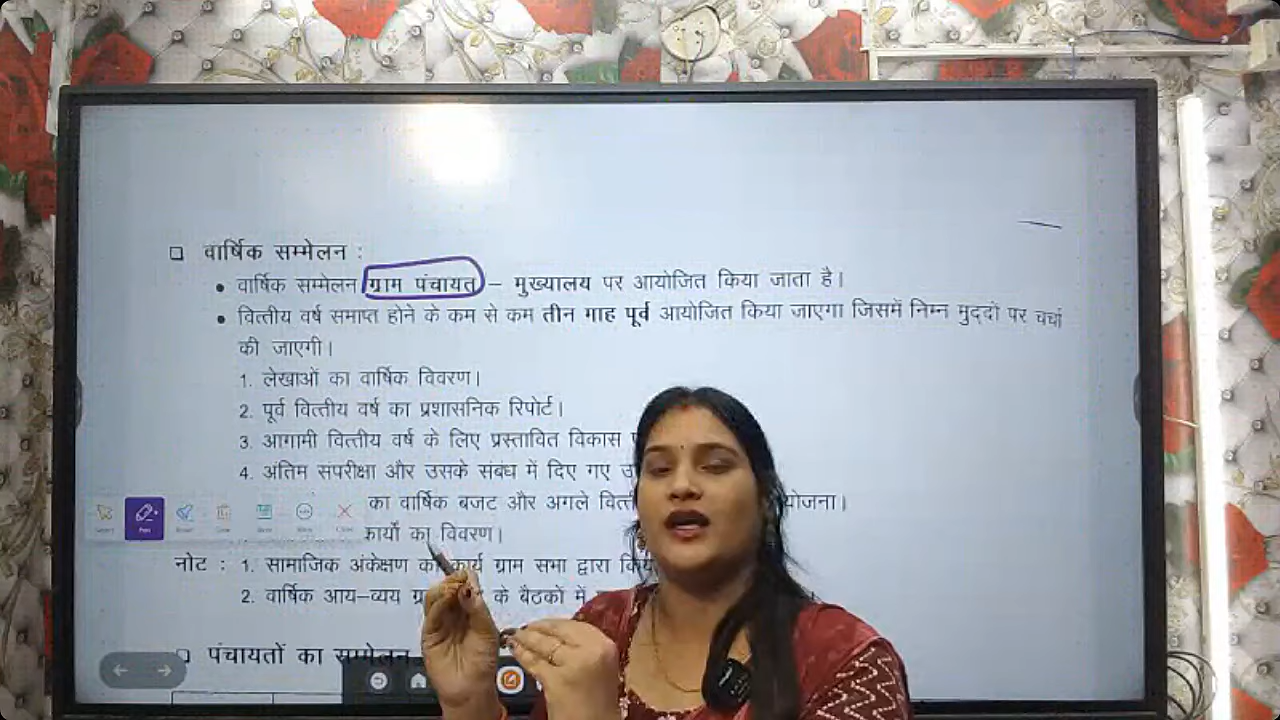 ❑ वार्षिक सम्मेलन :
• वार्षिक सम्मेलन ग्राम पंचायत – मुख्यालय पर आयोजित किया जाता है।
• वित्तीय वर्ष समाप्त होने के कम से कम तीन माह पूर्व आयोजित किया जाएगा जिसमें निम्न मुद्दों पर चर्चा
की जाएगी।
1. लेखाओं का वार्षिक विवरण।
2. पूर्व वित्तीय वर्ष का प्रशासनिक रिपोर्ट।
3. आगामी वित्तीय वर्ष के लिए प्रस्तावित विकास
4. अंतिम संपरीक्षा और उसके संबंध में दिए गए
का वार्षिक बजट और अगले
कार्यों का विवरण।
नोट : 1. सामाजिक अंकेक्षण का कार्य ग्राम सभा द्वारा
2. वार्षिक आय–व्यय के बैठकों में
पंचायतों का सम्मेलन